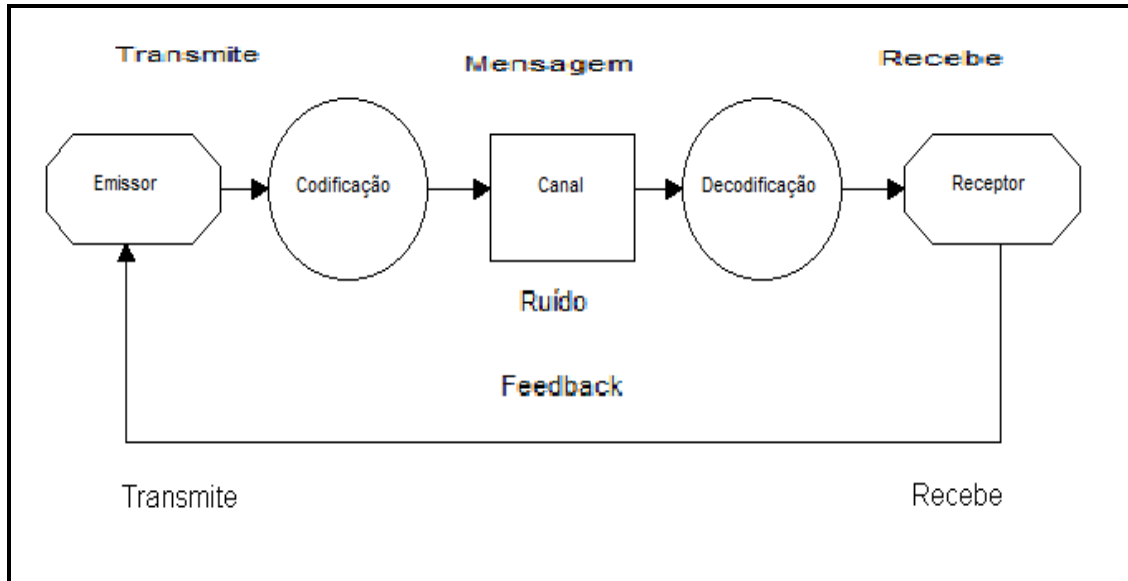 Transmite
Mensagem
Recebe
Emissor
Codificação
Canal
Decodificação
Receptor
Ruído
Feedback
Transmite
Recebe